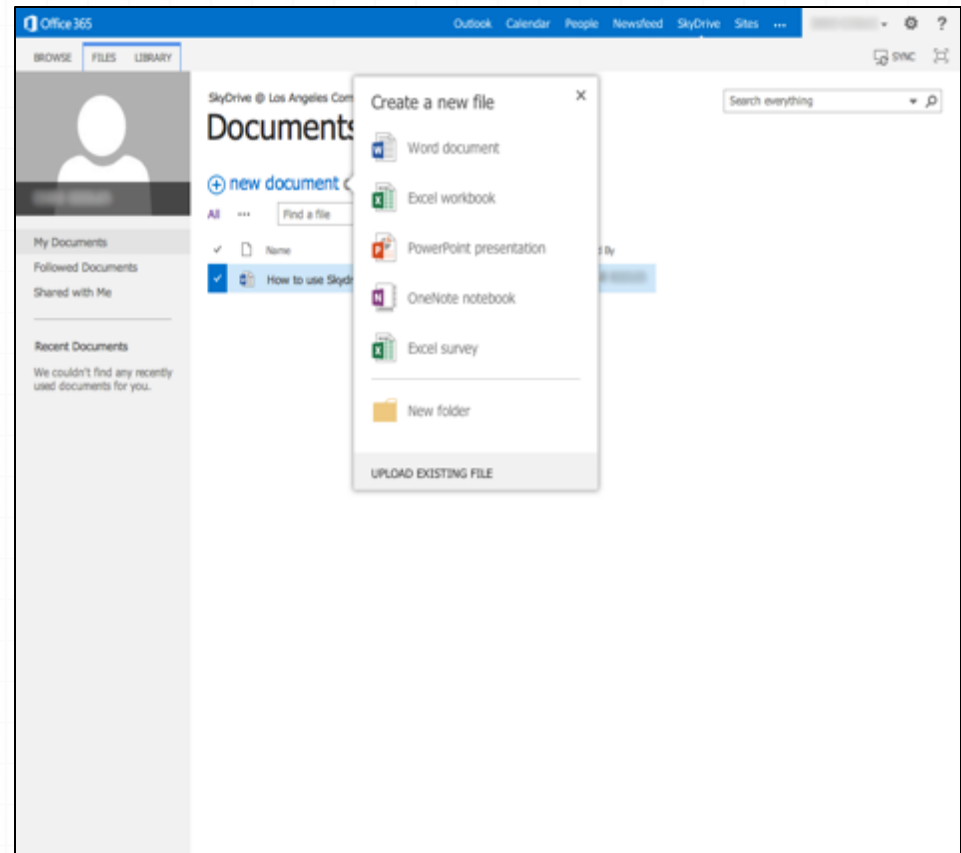 Office 365
Outlook Calendar People Newsfeed SkyDrive Sites ••• ?
BROWSE FILES LIBRARY
SYNC
SkyDrive @ Los Angeles Com
Documents
Search everything
new document
All ••• Find a file
Name
d By
How to use Skydr
My Documents
Followed Documents
Shared with Me
Recent Documents
We couldn't find any recently
used documents for you.
Create a new file
Word document
Excel workbook
PowerPoint presentation
OneNote notebook
Excel survey
New folder
UPLOAD EXISTING FILE